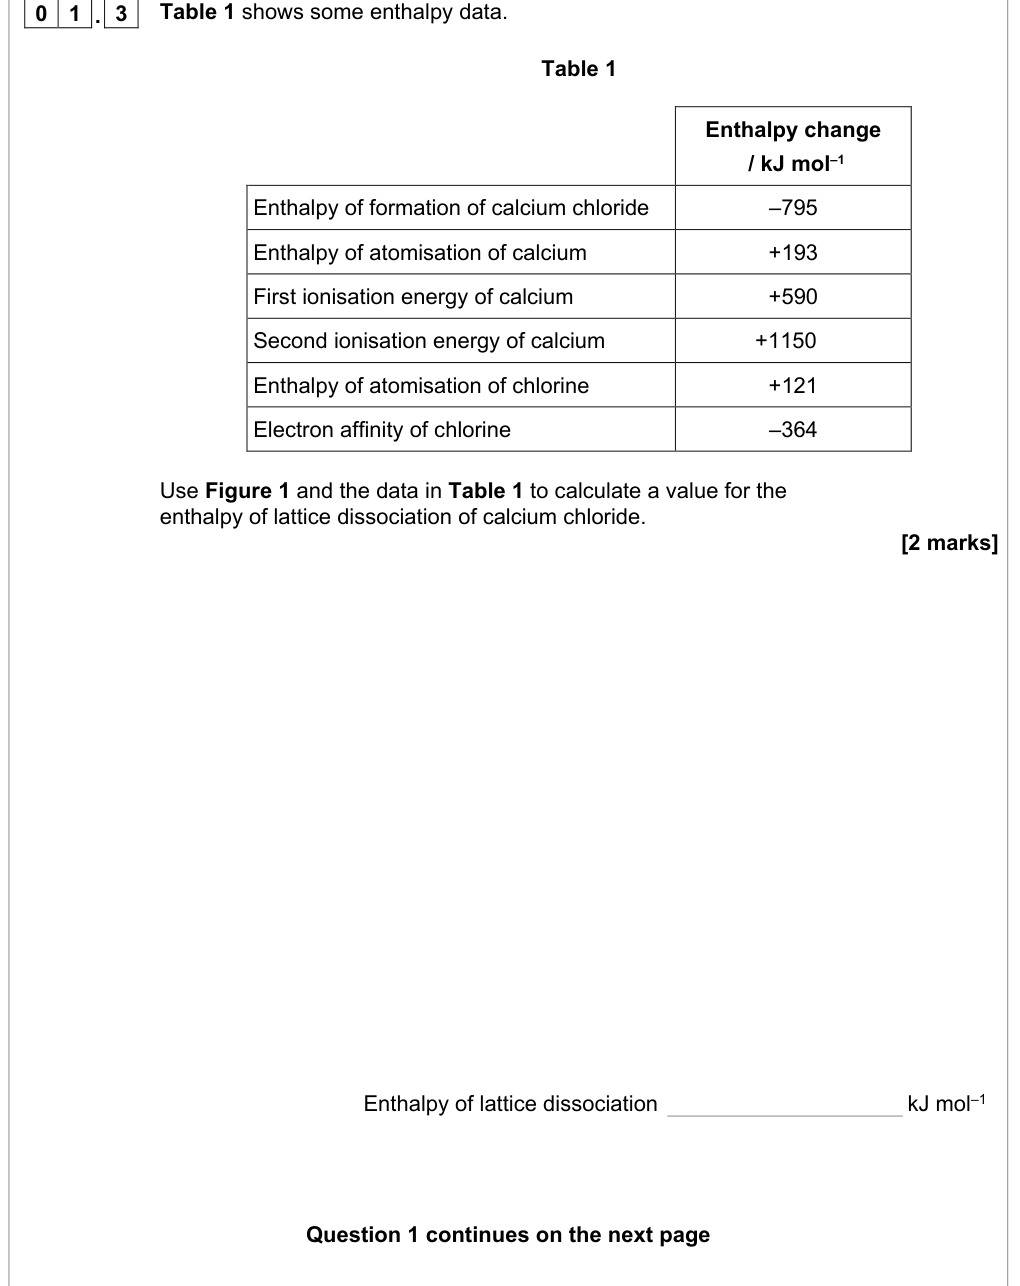 0 1 . 3 Table 1 shows some enthalpy data.
Table 1
Enthalpy change
/ kJ mol⁻¹
Enthalpy of formation of calcium chloride –795
Enthalpy of atomisation of calcium +193
First ionisation energy of calcium +590
Second ionisation energy of calcium +1150
Enthalpy of atomisation of chlorine +121
Electron affinity of chlorine –364
Use Figure 1 and the data in Table 1 to calculate a value for the
enthalpy of lattice dissociation of calcium chloride.
[2 marks]
Enthalpy of lattice dissociation ____________________ kJ mol⁻¹
Question 1 continues on the next page